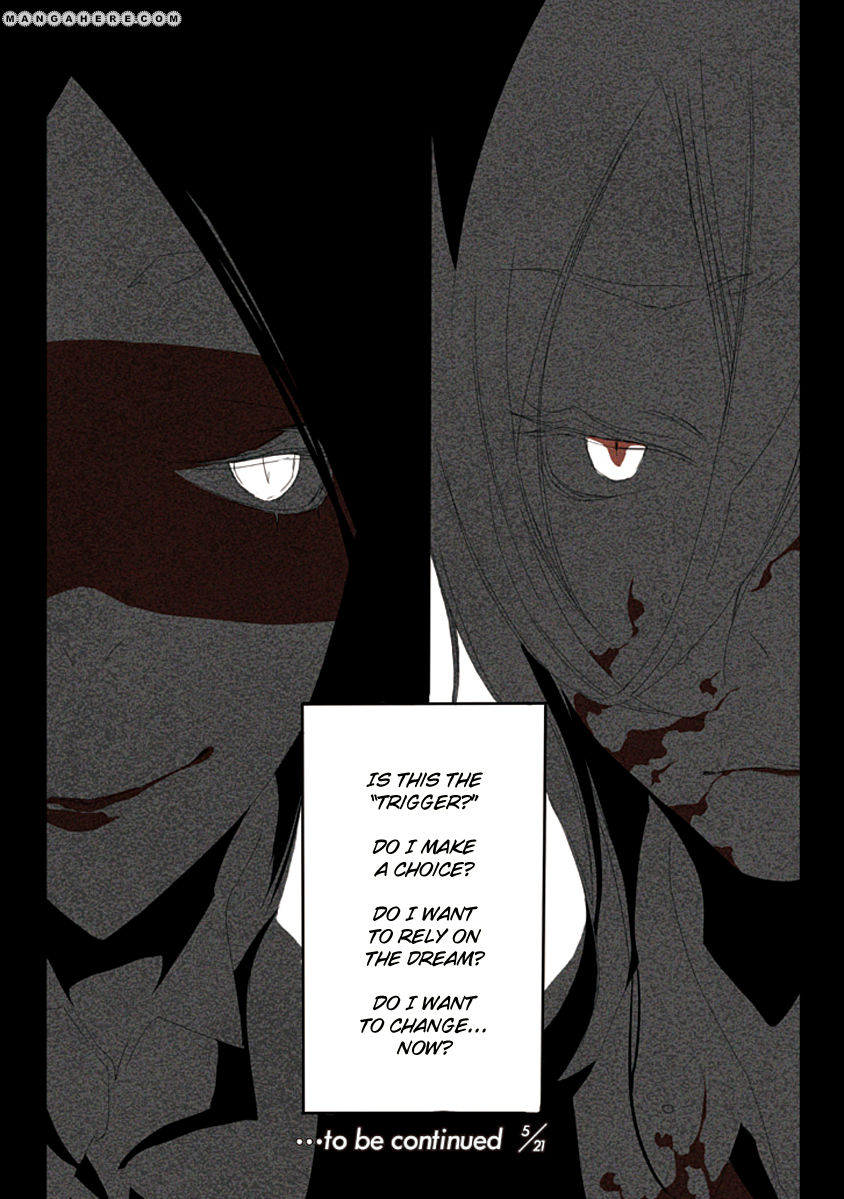 MANGAHERE.COM
IS THIS THE
"TRIGGER?"
DO I MAKE
A CHOICE?
DO I WANT
TO RELY ON
THE DREAM?
DO I WANT
TO CHANGE...
NOW?
...to be continued 5/21